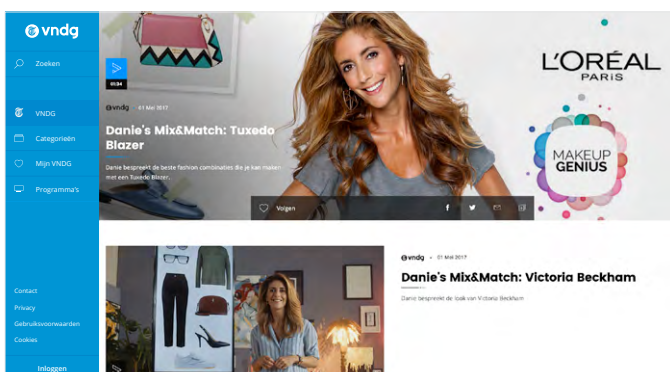 vndg
Zoeken
VNDG
Categorieën
Mijn VNDG
Programma's
Contact
Privacy
Gebruiksvoorwaarden
Cookies
Inloggen
01:34
vndg 01 Mei 2017
Danie's Mix&Match: Tuxedo
Blazer
Danie bespreekt de beste fashion combinaties die je kan maken
met een Tuxedo Blazer.
Volgen
L'ORÉAL
PARIS
MAKEUP
GENIUS
vndg • 01 Mei 2017
Danie's Mix&Match: Victoria Beckham
Danie bespreekt de look van Victoria Beckham